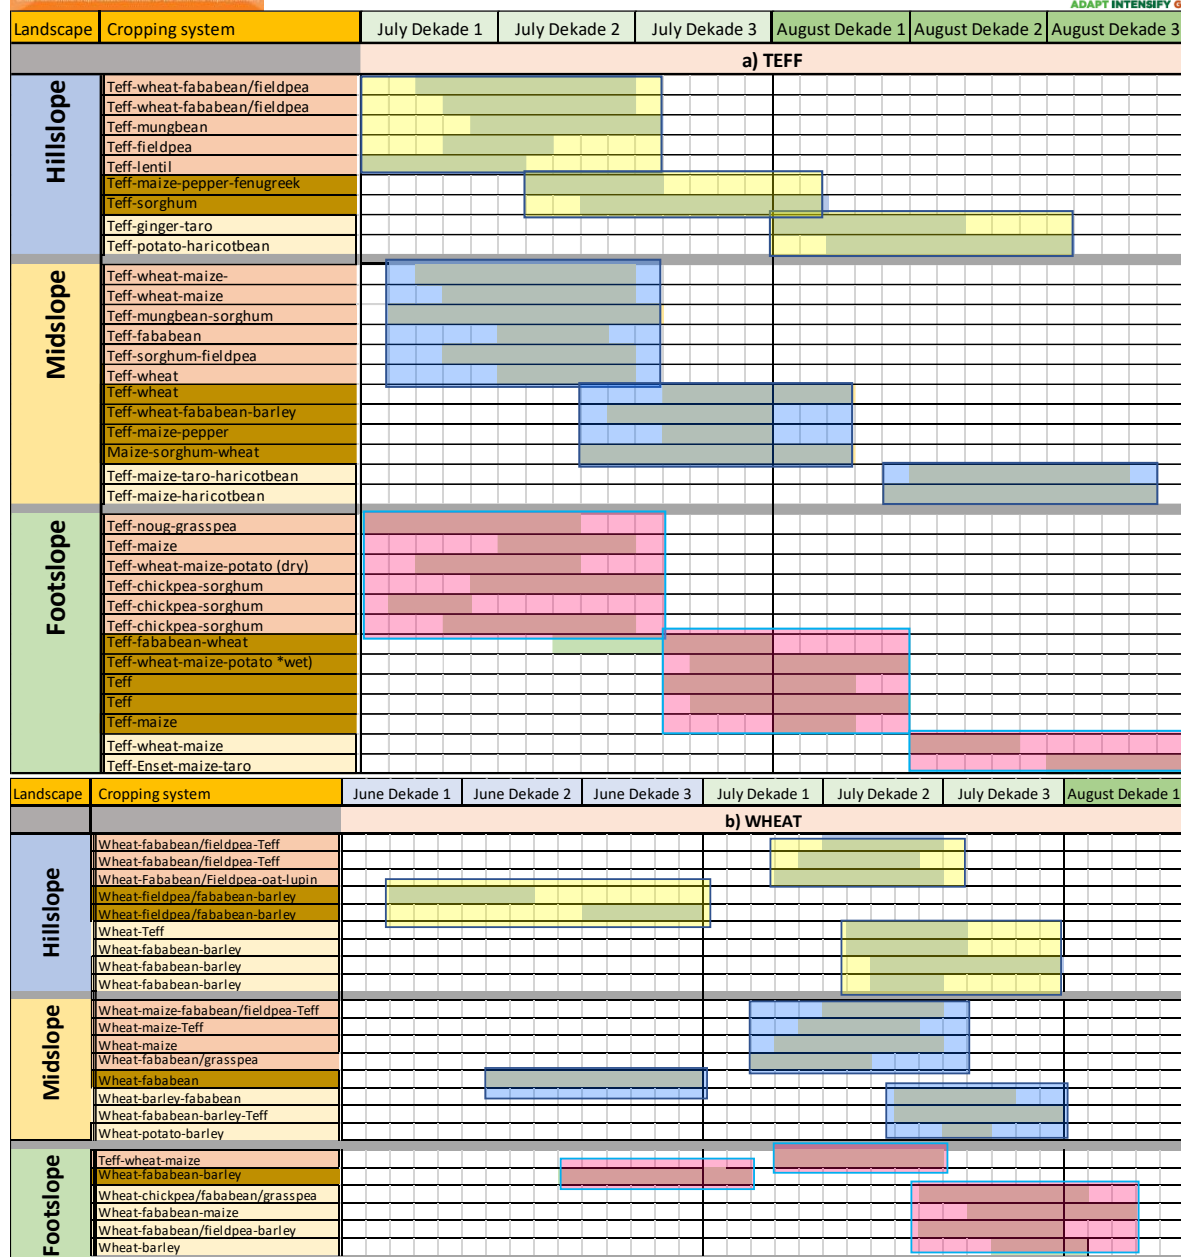 ADAPT INTENSIFY G
Landscape Cropping system July Dekade 1 July Dekade 2 July Dekade 3 August Dekade 1 August Dekade 2 August Dekade 3
a) TEFF
Hillslope
Teff-wheat-fababean/fieldpea
Teff-wheat-fababean/fieldpea
Teff-mungbean
Teff-fieldpea
Teff-lentil
Teff-maize-pepper-fenugreek
Teff-sorghum
Teff-ginger-taro
Teff-potato-haricotbean
Midslope
Teff-wheat-maize-
Teff-wheat-maize
Teff-mungbean-sorghum
Teff-fababean
Teff-sorghum-fieldpea
Teff-wheat
Teff-wheat
Teff-wheat-fababean-barley
Teff-maize-pepper
Maize-sorghum-wheat
Teff-maize-taro-haricotbean
Teff-maize-haricotbean
Footslope
Teff-noug-grasspea
Teff-maize
Teff-wheat-maize-potato (dry)
Teff-chickpea-sorghum
Teff-chickpea-sorghum
Teff-chickpea-sorghum
Teff-fababean-wheat
Teff-wheat-maize-potato *wet)
Teff
Teff
Teff-maize
Teff-wheat-maize
Teff-Enset-maize-taro
Landscape Cropping system June Dekade 1 June Dekade 2 June Dekade 3 July Dekade 1 July Dekade 2 July Dekade 3 August Dekade 1
b) WHEAT
Hillslope
Wheat-fababean/fieldpea-Teff
Wheat-fababean/fieldpea-Teff
Wheat-Fababean/Fieldpea-oat-lupin
Wheat-fieldpea/fababean-barley
Wheat-fieldpea/fababean-barley
Wheat-Teff
Wheat-fababean-barley
Wheat-fababean-barley
Wheat-fababean-barley
Midslope
Wheat-maize-fababean/fieldpea-Teff
Wheat-maize-Teff
Wheat-maize
Wheat-fababean/grasspea
Wheat-fababean
Wheat-barley-fababean
Wheat-fababean-barley-Teff
Wheat-potato-barley
Footslope
Teff-wheat-maize
Wheat-fababean-barley
Wheat-chickpea/fababean/grasspea
Wheat-fababean-maize
Wheat-fababean/fieldpea-barley
Wheat-barley